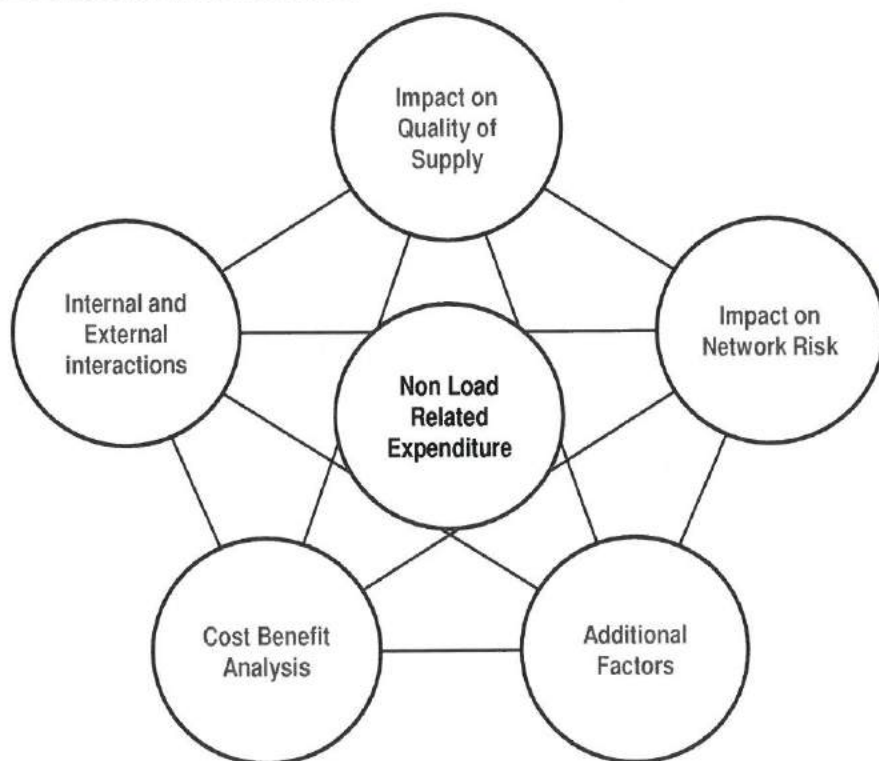 Impact on
Quality of
Supply
Internal and
External
interactions
Impact on
Network Risk
Non Load
Related
Expenditure
Cost Benefit
Analysis
Additional
Factors